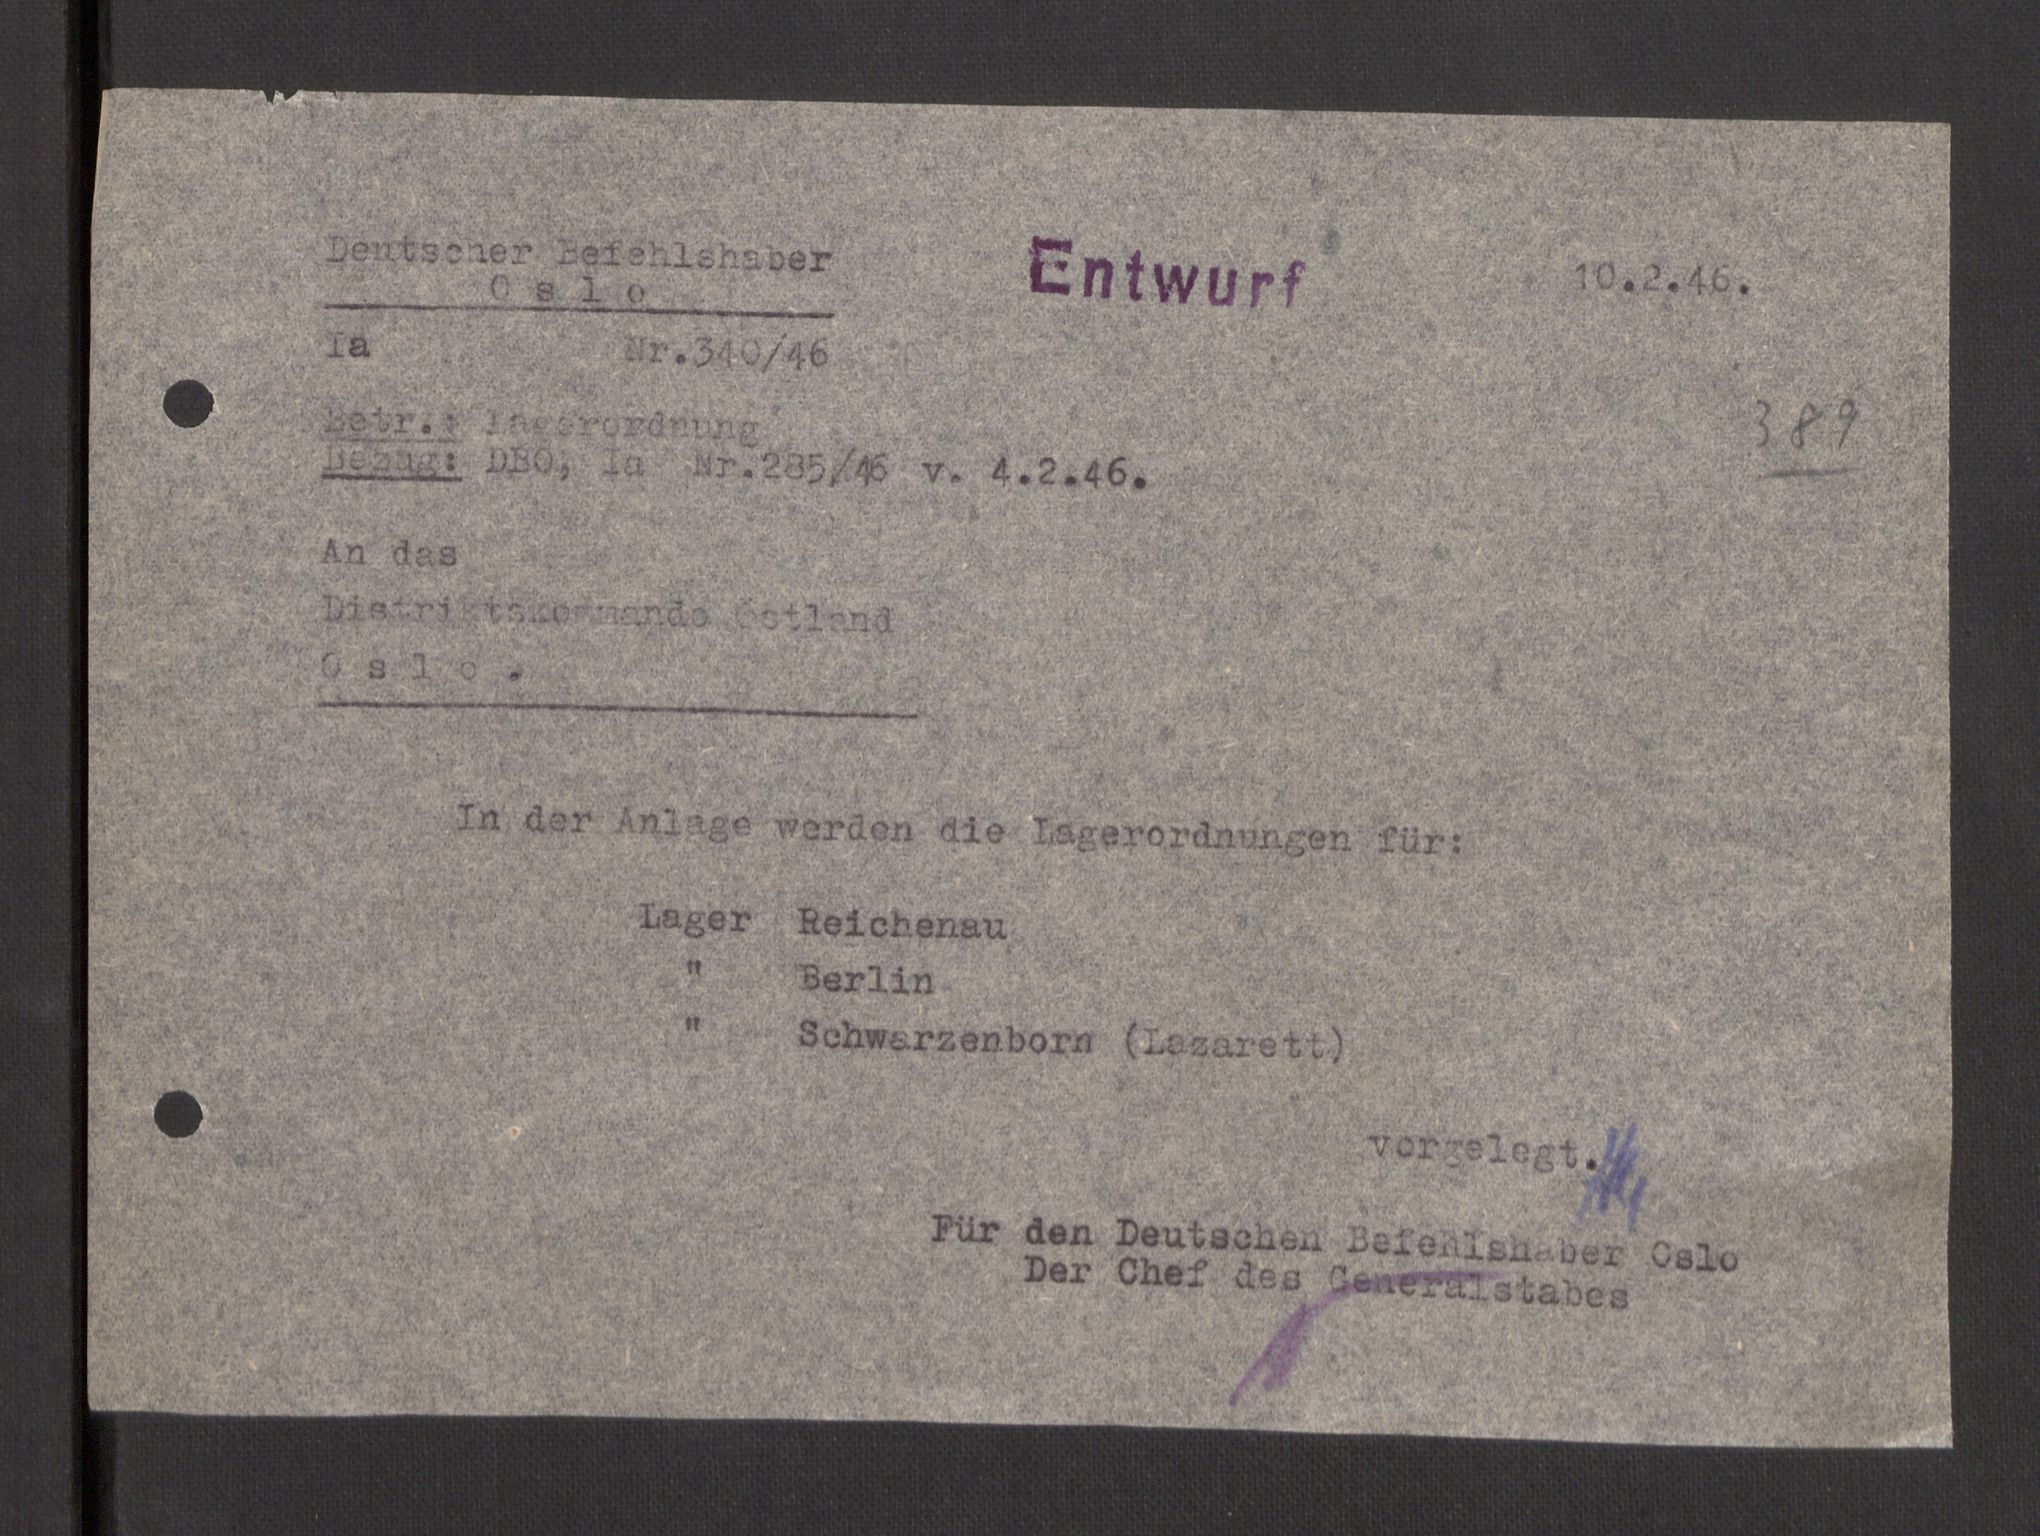 Deutscher Befehlshaber
O s l o
Entwurf
10.2.46.
Ia Nr.340/46
389
Betr.: Lagerordnung
Bezug: DBO, Ia Nr.285/46 v. 4.2.46.
An das
Distriktskommando Østland
O s l o .
In der Anlage werden die Lagerordnungen für:
Lager Reichenau
" Berlin
" Schwarzenborn (Lazarett)
vorgelegt.
Für den Deutschen Befehlshaber Oslo
Der Chef des Generalstabes